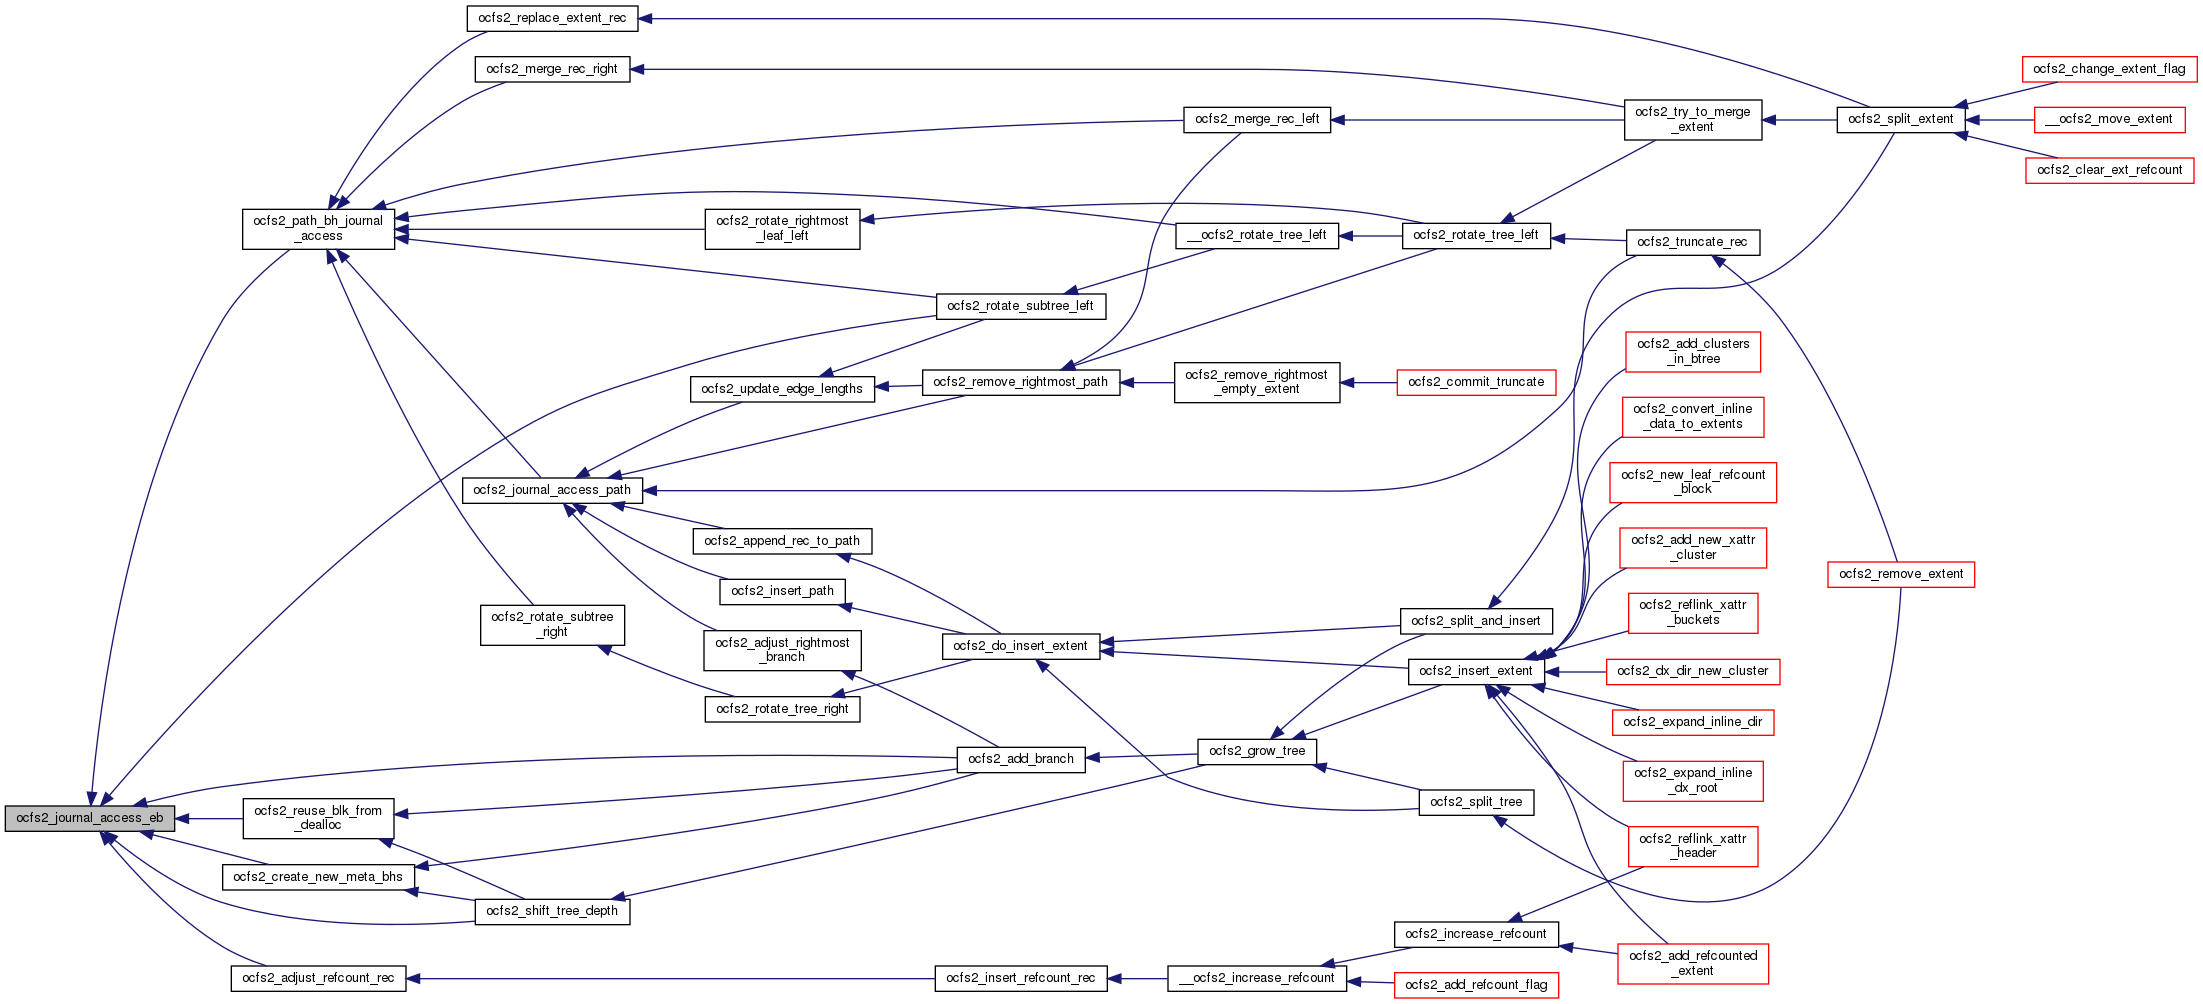 ocfs2_replace_extent_rec
ocfs2_merge_rec_right
ocfs2_change_extent_flag
ocfs2_merge_rec_left
ocfs2_try_to_merge
_extent
ocfs2_split_extent
__ocfs2_move_extent
ocfs2_clear_ext_refcount
ocfs2_path_bh_journal
_access
ocfs2_rotate_rightmost
_leaf_left
__ocfs2_rotate_tree_left
ocfs2_rotate_tree_left
ocfs2_truncate_rec
ocfs2_rotate_subtree_left
ocfs2_add_clusters
_in_btree
ocfs2_update_edge_lengths
ocfs2_remove_rightmost_path
ocfs2_remove_rightmost
_empty_extent
ocfs2_commit_truncate
ocfs2_convert_inline
_data_to_extents
ocfs2_journal_access_path
ocfs2_new_leaf_refcount
_block
ocfs2_append_rec_to_path
ocfs2_add_new_xattr
_cluster
ocfs2_remove_extent
ocfs2_insert_path
ocfs2_rotate_subtree
_right
ocfs2_split_and_insert
ocfs2_reflink_xattr
_buckets
ocfs2_adjust_rightmost
_branch
ocfs2_do_insert_extent
ocfs2_insert_extent
ocfs2_dx_dir_new_cluster
ocfs2_rotate_tree_right
ocfs2_expand_inline_dir
ocfs2_add_branch
ocfs2_grow_tree
ocfs2_expand_inline
_dx_root
ocfs2_journal_access_eb
ocfs2_reuse_blk_from
_dealloc
ocfs2_split_tree
ocfs2_reflink_xattr
_header
ocfs2_create_new_meta_bhs
ocfs2_shift_tree_depth
ocfs2_increase_refcount
ocfs2_add_refcounted
_extent
ocfs2_adjust_refcount_rec
ocfs2_insert_refcount_rec
__ocfs2_increase_refcount
ocfs2_add_refcount_flag